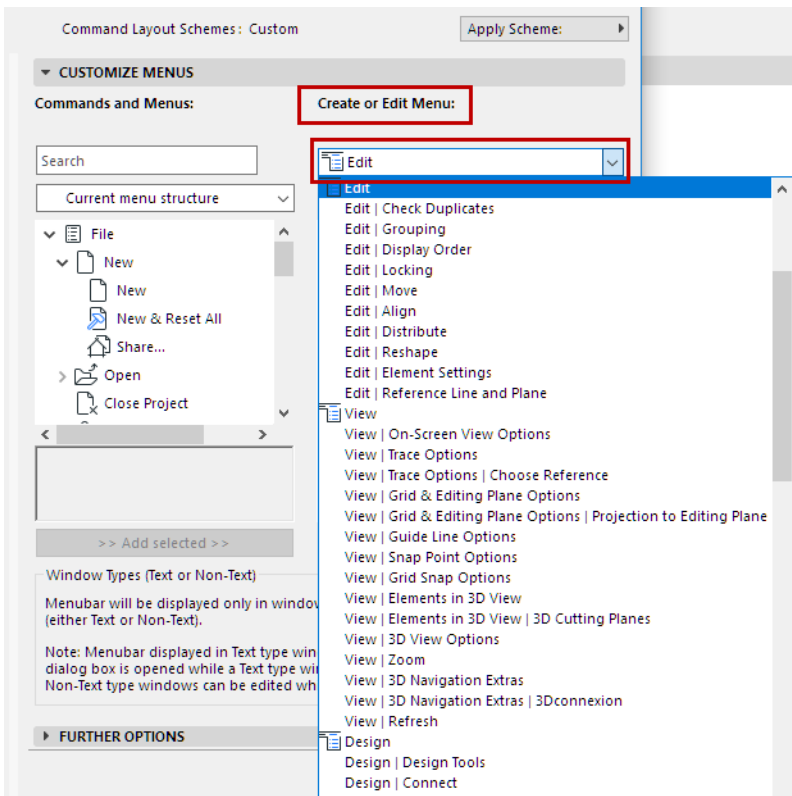 Command Layout Schemes: Custom
Apply Scheme:
CUSTOMIZE MENUS
Commands and Menus:
Create or Edit Menu:
Search
Edit
Current menu structure
File
New
New
New & Reset All
Share...
Open
Close Project
>> Add selected >>
Window Types (Text or Non-Text)
Menubar will be displayed only in window
(either Text or Non-Text).
Note: Menubar displayed in Text type win
dialog box is opened while a Text type wi
Non-Text type windows can be edited wh
FURTHER OPTIONS
Edit
Edit | Check Duplicates
Edit | Grouping
Edit | Display Order
Edit | Locking
Edit | Move
Edit | Align
Edit | Distribute
Edit | Reshape
Edit | Element Settings
Edit | Reference Line and Plane
View
View | On-Screen View Options
View | Trace Options
View | Trace Options | Choose Reference
View | Grid & Editing Plane Options
View | Grid & Editing Plane Options | Projection to Editing Plane
View | Guide Line Options
View | Snap Point Options
View | Grid Snap Options
View | Elements in 3D View
View | Elements in 3D View | 3D Cutting Planes
View | 3D View Options
View | Zoom
View | 3D Navigation Extras
View | 3D Navigation Extras | 3Dconnexion
View | Refresh
Design
Design | Design Tools
Design | Connect